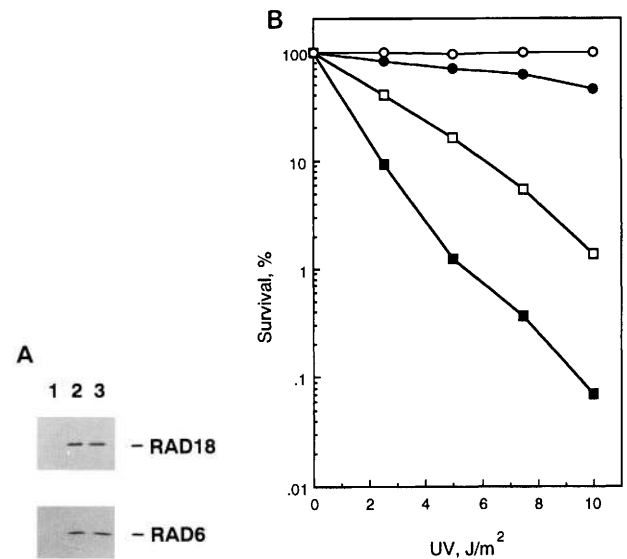 A
1 2 3
– RAD18
– RAD6
B
100
10
1
.1
.01
Survival, %
0 2 4 6 8 10
UV, J/m²